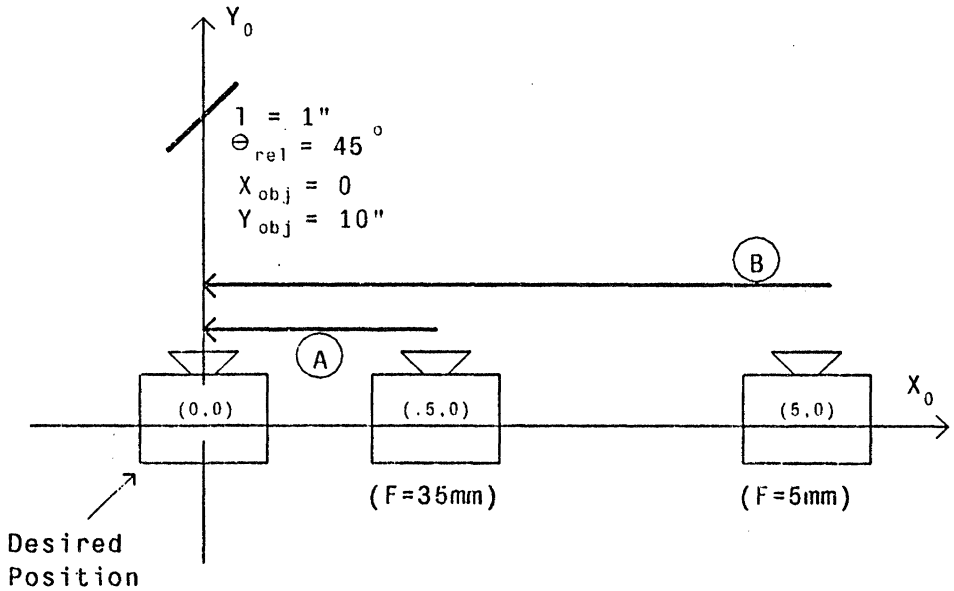 Y0
l = 1"
Θrel = 45°
Xobj = 0
Yobj = 10"
B
A
X0
(0,0)
(.5,0)
(5,0)
(F=35mm)
(F=5mm)
Desired
Position